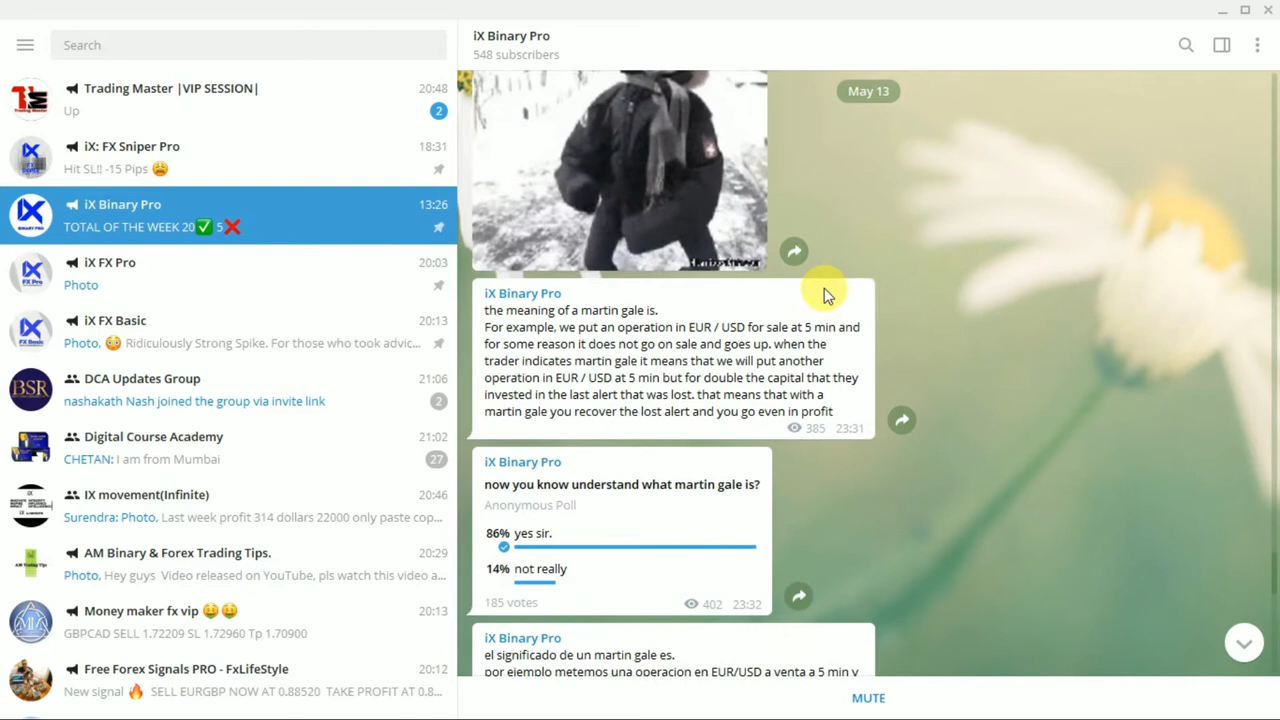 Search
Trading Master |VIP SESSION|
20:48
Up
2
iX: FX Sniper Pro
18:31
Hit SL!! -15 Pips 😩
iX Binary Pro
13:26
TOTAL OF THE WEEK 20✅ 5❌
iX FX Pro
20:03
Photo
iX FX Basic
20:13
Photo, 😳 Ridiculously Strong Spike. For those who took advic...
DCA Updates Group
21:06
nashakath Nash joined the group via invite link
2
Digital Course Academy
21:02
CHETAN: I am from Mumbai
27
IX movement(Infinite)
20:46
Surendra: Photo, Last week profit 314 dollars 22000 only paste cop...
AM Binary & Forex Trading Tips.
20:29
Photo, Hey guys Video released on YouTube, pls watch this video a...
Money maker fx vip 🤑🤑
20:13
GBPCAD SELL 1.72209 SL 1.72960 Tp 1.70900
Free Forex Signals PRO - FxLifeStyle
20:12
New signal 🔥 SELL EURGBP NOW AT 0.88520 TAKE PROFIT AT 0.8...
iX Binary Pro
548 subscribers
May 13
iX Binary Pro
the meaning of a martin gale is.
For example, we put an operation in EUR / USD for sale at 5 min and
for some reason it does not go on sale and goes up. when the
trader indicates martin gale it means that we will put another
operation in EUR / USD at 5 min but for double the capital that they
invested in the last alert that was lost. that means that with a
martin gale you recover the lost alert and you go even in profit
385 23:31
iX Binary Pro
now you know understand what martin gale is?
Anonymous Poll
86% yes sir.
14% not really
185 votes
402 23:32
iX Binary Pro
el significado de un martin gale es.
por ejemplo metemos una operacion en EUR/USD a venta a 5 min y
MUTE